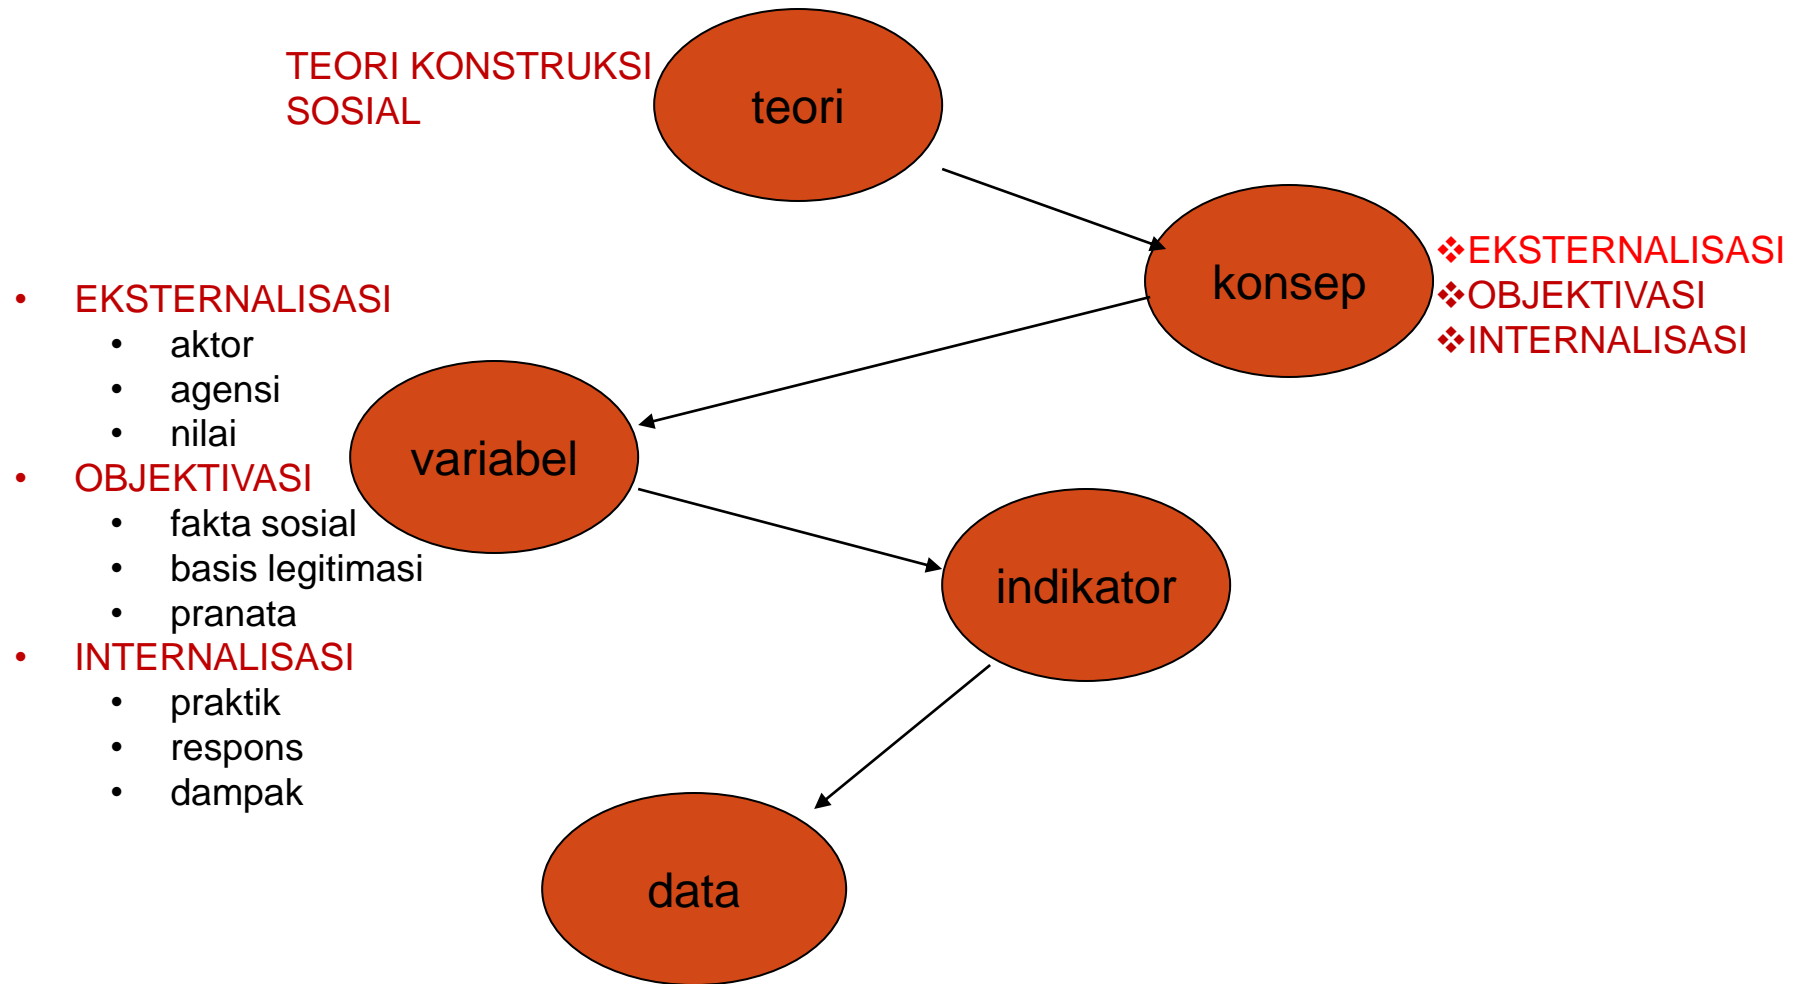 TEORI KONSTRUKSI
SOSIAL
teori
konsep
❖EKSTERNALISASI
❖OBJEKTIVASI
❖INTERNALISASI
• EKSTERNALISASI
• aktor
• agensi
• nilai
• OBJEKTIVASI
• fakta sosial
• basis legitimasi
• pranata
• INTERNALISASI
• praktik
• respons
• dampak
variabel
indikator
data